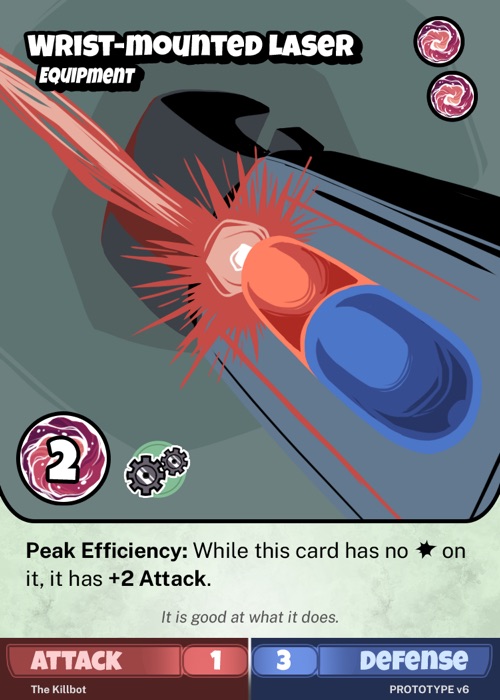 WRIST-MOUNTED LASER
EQUIPMENT
2
Peak Efficiency: While this card has no on
it, it has +2 Attack.
It is good at what it does.
ATTACK 1 3 DEFENSE
The Killbot PROTOTYPE v6